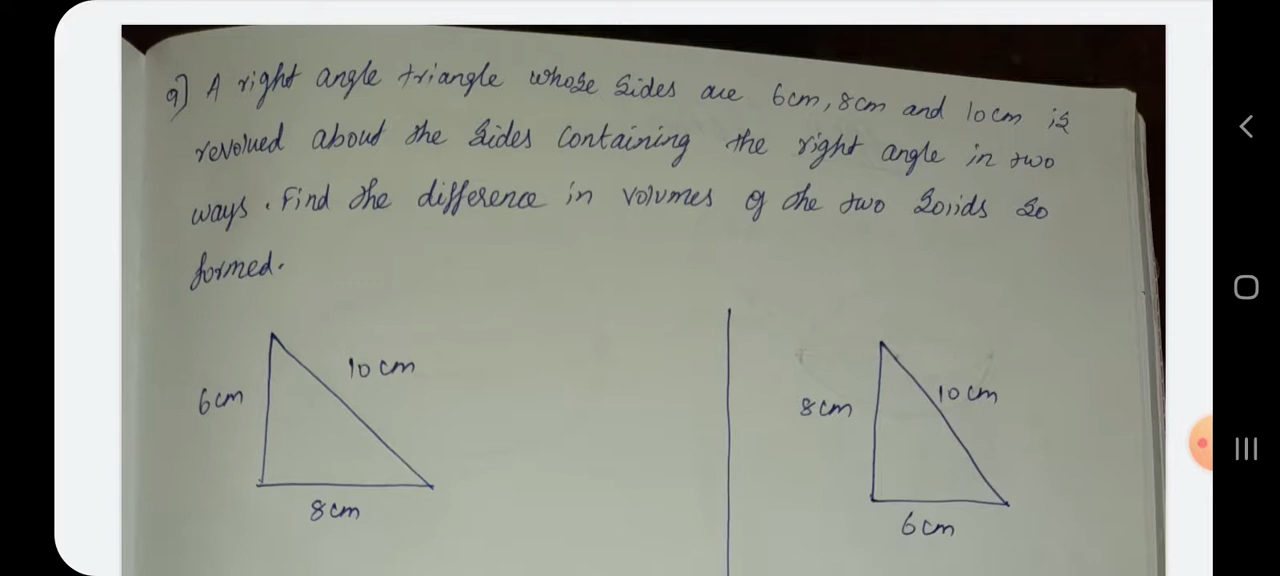 9) A right angle triangle whose sides are 6cm, 8cm and 10cm is
revolved about the sides containing the right angle in two
ways. Find the difference in volumes of the two solids so
formed.
6cm
10 cm
8cm
8cm
10 cm
6cm